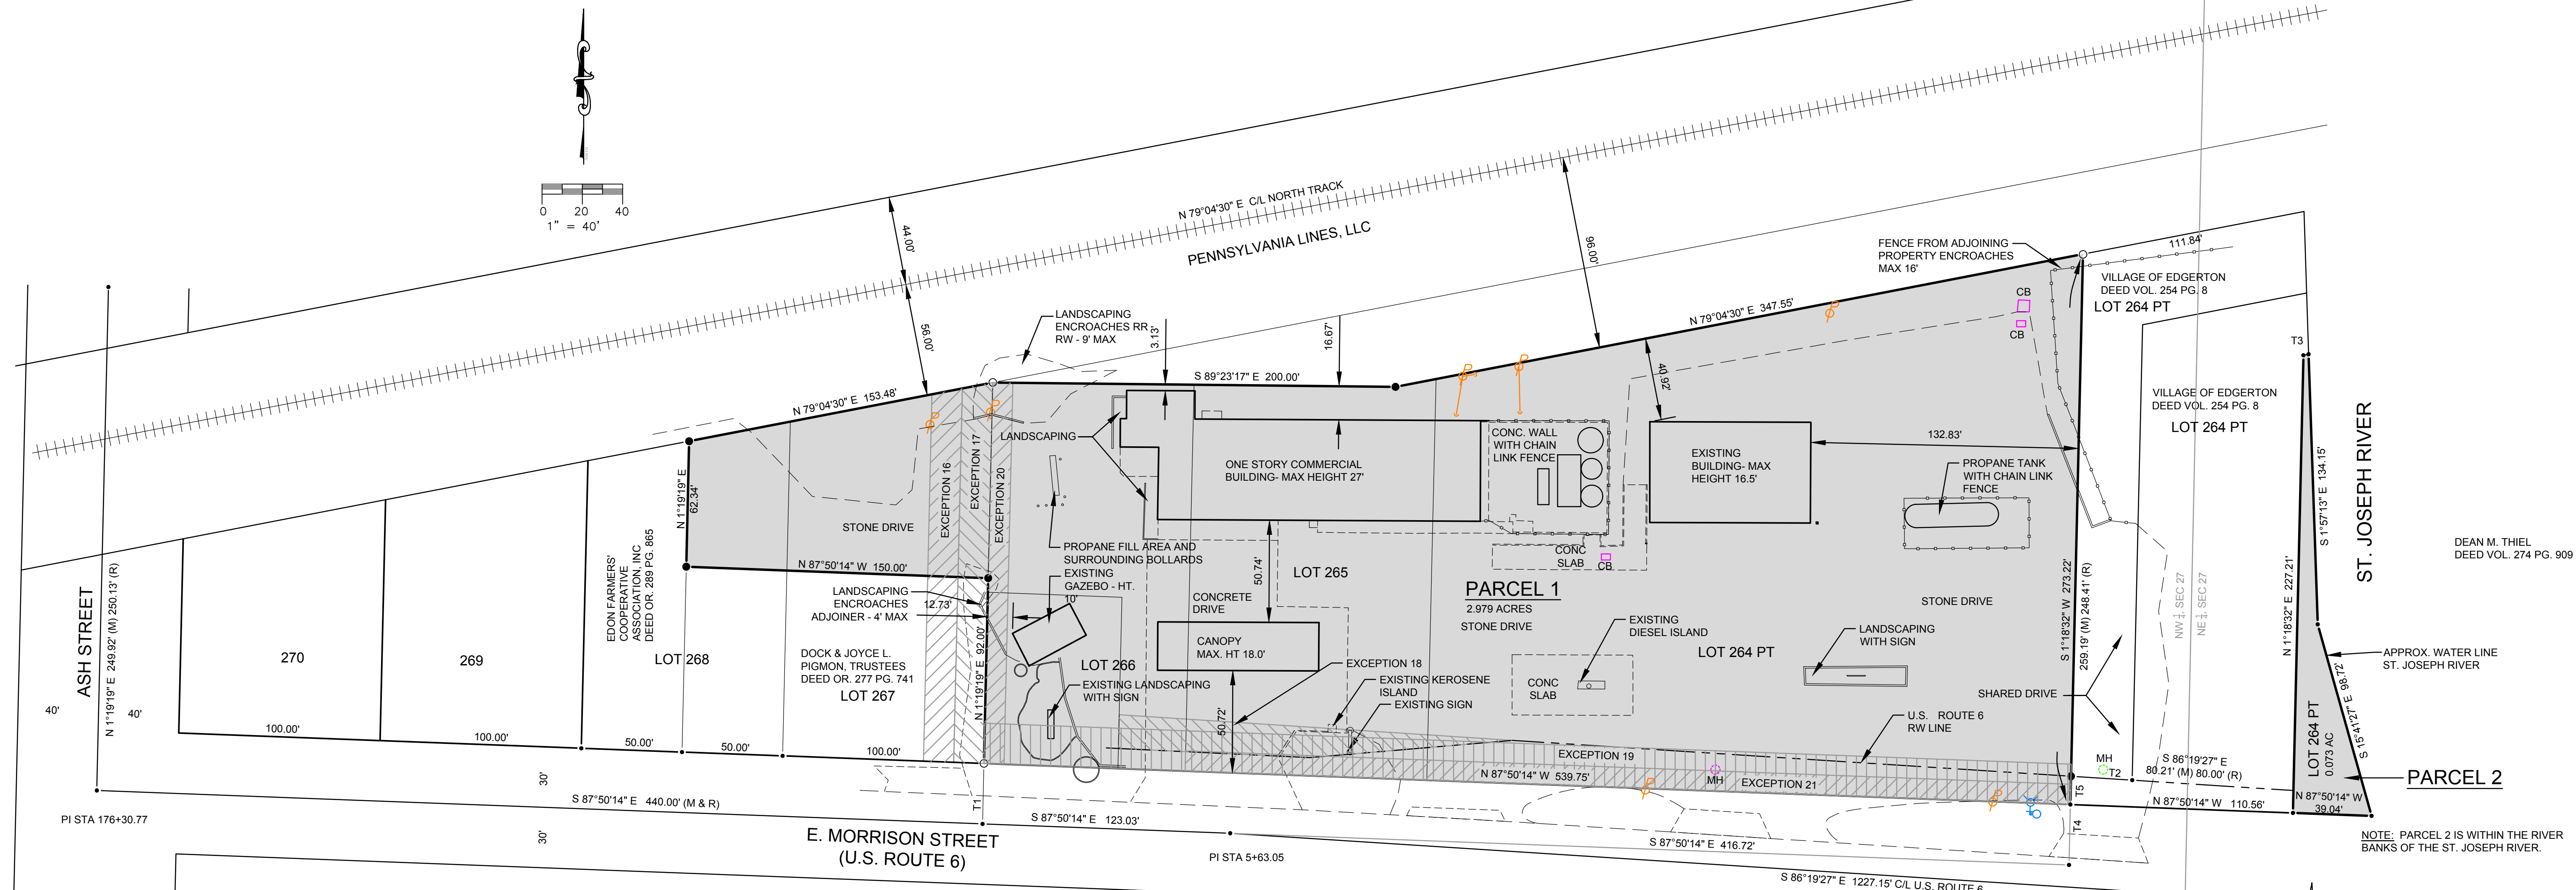 0 20 40
1" = 40'
N 79°04'30" E C/L NORTH TRACK
PENNSYLVANIA LINES, LLC
44.00'
56.00'
96.00'
LANDSCAPING
ENCROACHES RR
RW - 9' MAX
3.13'
16.67'
S 89°23'17" E 200.00'
N 79°04'30" E 153.48'
N 79°04'30" E 347.55'
40.92'
FENCE FROM ADJOINING
PROPERTY ENCROACHES
MAX 16'
111.84'
VILLAGE OF EDGERTON
DEED VOL. 254 PG. 8
LOT 264 PT
CB
CB
T3
VILLAGE OF EDGERTON
DEED VOL. 254 PG. 8
LOT 264 PT
ST. JOSEPH RIVER
S 1°57'13" E 134.15'
DEAN M. THIEL
DEED VOL. 274 PG. 909
N 1°19'19" E
62.34'
STONE DRIVE
EXCEPTION 16
EXCEPTION 17
EXCEPTION 20
LANDSCAPING
ONE STORY COMMERCIAL
BUILDING- MAX HEIGHT 27'
CONC. WALL
WITH CHAIN
LINK FENCE
EXISTING
BUILDING- MAX
HEIGHT 16.5'
132.83'
PROPANE TANK
WITH CHAIN LINK
FENCE
N 87°50'14" W 150.00'
PROPANE FILL AREA AND
SURROUNDING BOLLARDS
EXISTING
GAZEBO - HT.
10'
LANDSCAPING
ENCROACHES
ADJOINER - 4' MAX
12.73'
50.74'
LOT 265
CONC
SLAB
CB
CONCRETE
DRIVE
PARCEL 1
2.979 ACRES
STONE DRIVE
STONE DRIVE
S 1°18'32" W 273.22'
259.19' (M) 248.41' (R)
NW ¼, SEC 27
NE ¼, SEC 27
N 1°18'32" E 227.21'
ASH STREET
N 1°19'19" E 249.92' (M) 250.13' (R)
40'
40'
270
269
EDON FARMERS'
COOPERATIVE
ASSOCIATION, INC
DEED OR. 289 PG. 865
LOT 268
DOCK & JOYCE L.
PIGMON, TRUSTEES
DEED OR. 277 PG. 741
LOT 267
N 1°19'19" E 92.00'
LOT 266
CANOPY
MAX. HT 18.0'
EXISTING LANDSCAPING
WITH SIGN
50.72'
EXCEPTION 18
EXISTING KEROSENE
ISLAND
EXISTING SIGN
EXISTING
DIESEL ISLAND
CONC
SLAB
LOT 264 PT
LANDSCAPING
WITH SIGN
SHARED DRIVE
U.S. ROUTE 6
RW LINE
APPROX. WATER LINE
ST. JOSEPH RIVER
S 15°41'27" E 98.72'
LOT 264 PT
0.073 AC
PARCEL 2
100.00'
100.00'
50.00'
50.00'
100.00'
EXCEPTION 19
N 87°50'14" W 539.75'
MH
EXCEPTION 21
MH
T2
S 86°19'27" E
80.21' (M) 80.00' (R)
T5
N 87°50'14" W 110.56'
N 87°50'14" W
39.04'
30'
30'
S 87°50'14" E 440.00' (M & R)
T1
S 87°50'14" E 123.03'
T4
PI STA 176+30.77
E. MORRISON STREET
(U.S. ROUTE 6)
PI STA 5+63.05
S 87°50'14" E 416.72'
S 86°19'27" E 1227.15' C/L U.S. ROUTE 6
NOTE: PARCEL 2 IS WITHIN THE RIVER
BANKS OF THE ST. JOSEPH RIVER.